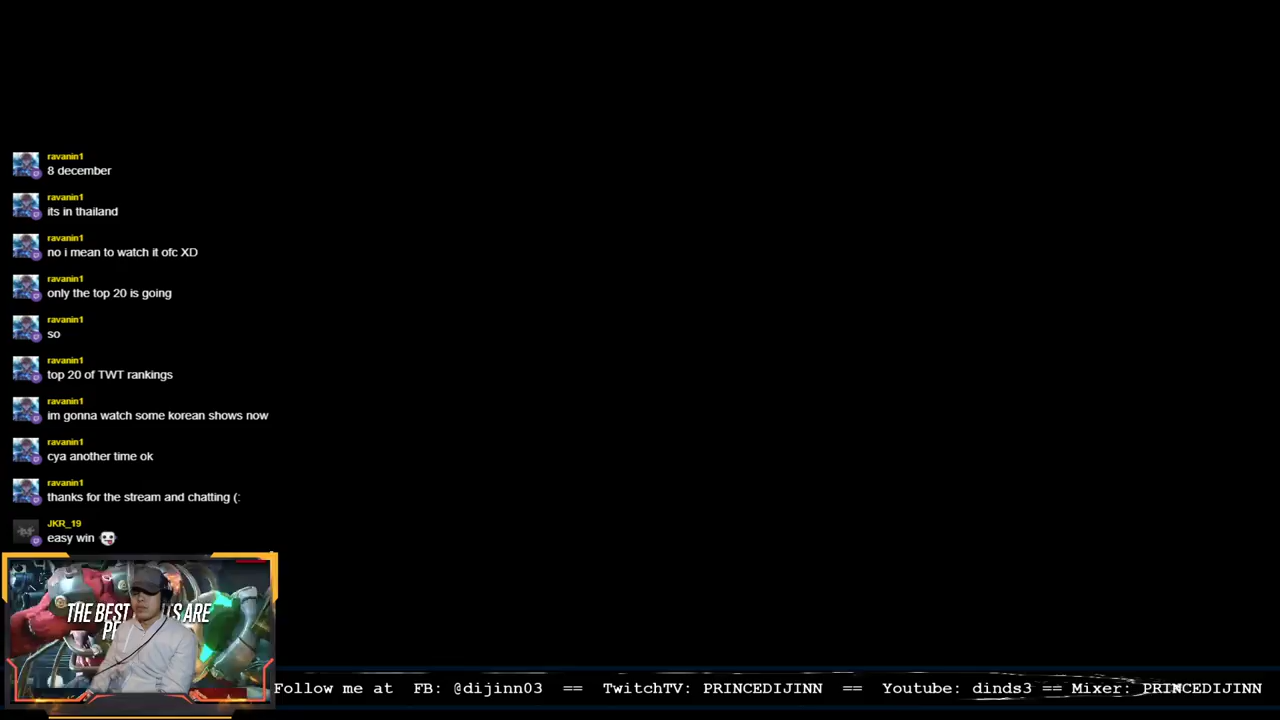 ravanin1
8 december
ravanin1
its in thailand
ravanin1
no i mean to watch it ofc XD
ravanin1
only the top 20 is going
ravanin1
so
ravanin1
top 20 of TWT rankings
ravanin1
im gonna watch some korean shows now
ravanin1
cya another time ok
ravanin1
thanks for the stream and chatting (:
JKR_19
easy win
THE BEST ARE
Follow me at FB: @dijinn03 == TwitchTV: PRINCEDIJINN == Youtube: dinds3 == Mixer: PRINCEDIJINN